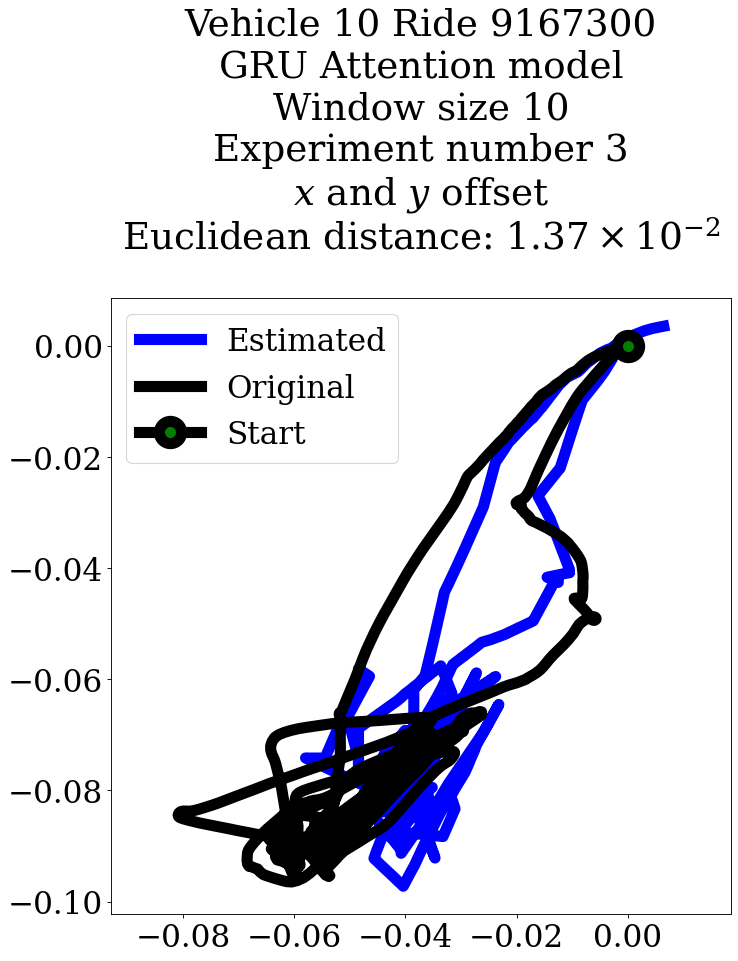 Vehicle 10 Ride 9167300
GRU Attention model
Window size 10
Experiment number 3
x and y offset
Euclidean distance: 1.37 × 10⁻²
Estimated
Original
Start
0.00
−0.02
−0.04
−0.06
−0.08
−0.10
−0.08 −0.06 −0.04 −0.02 0.00